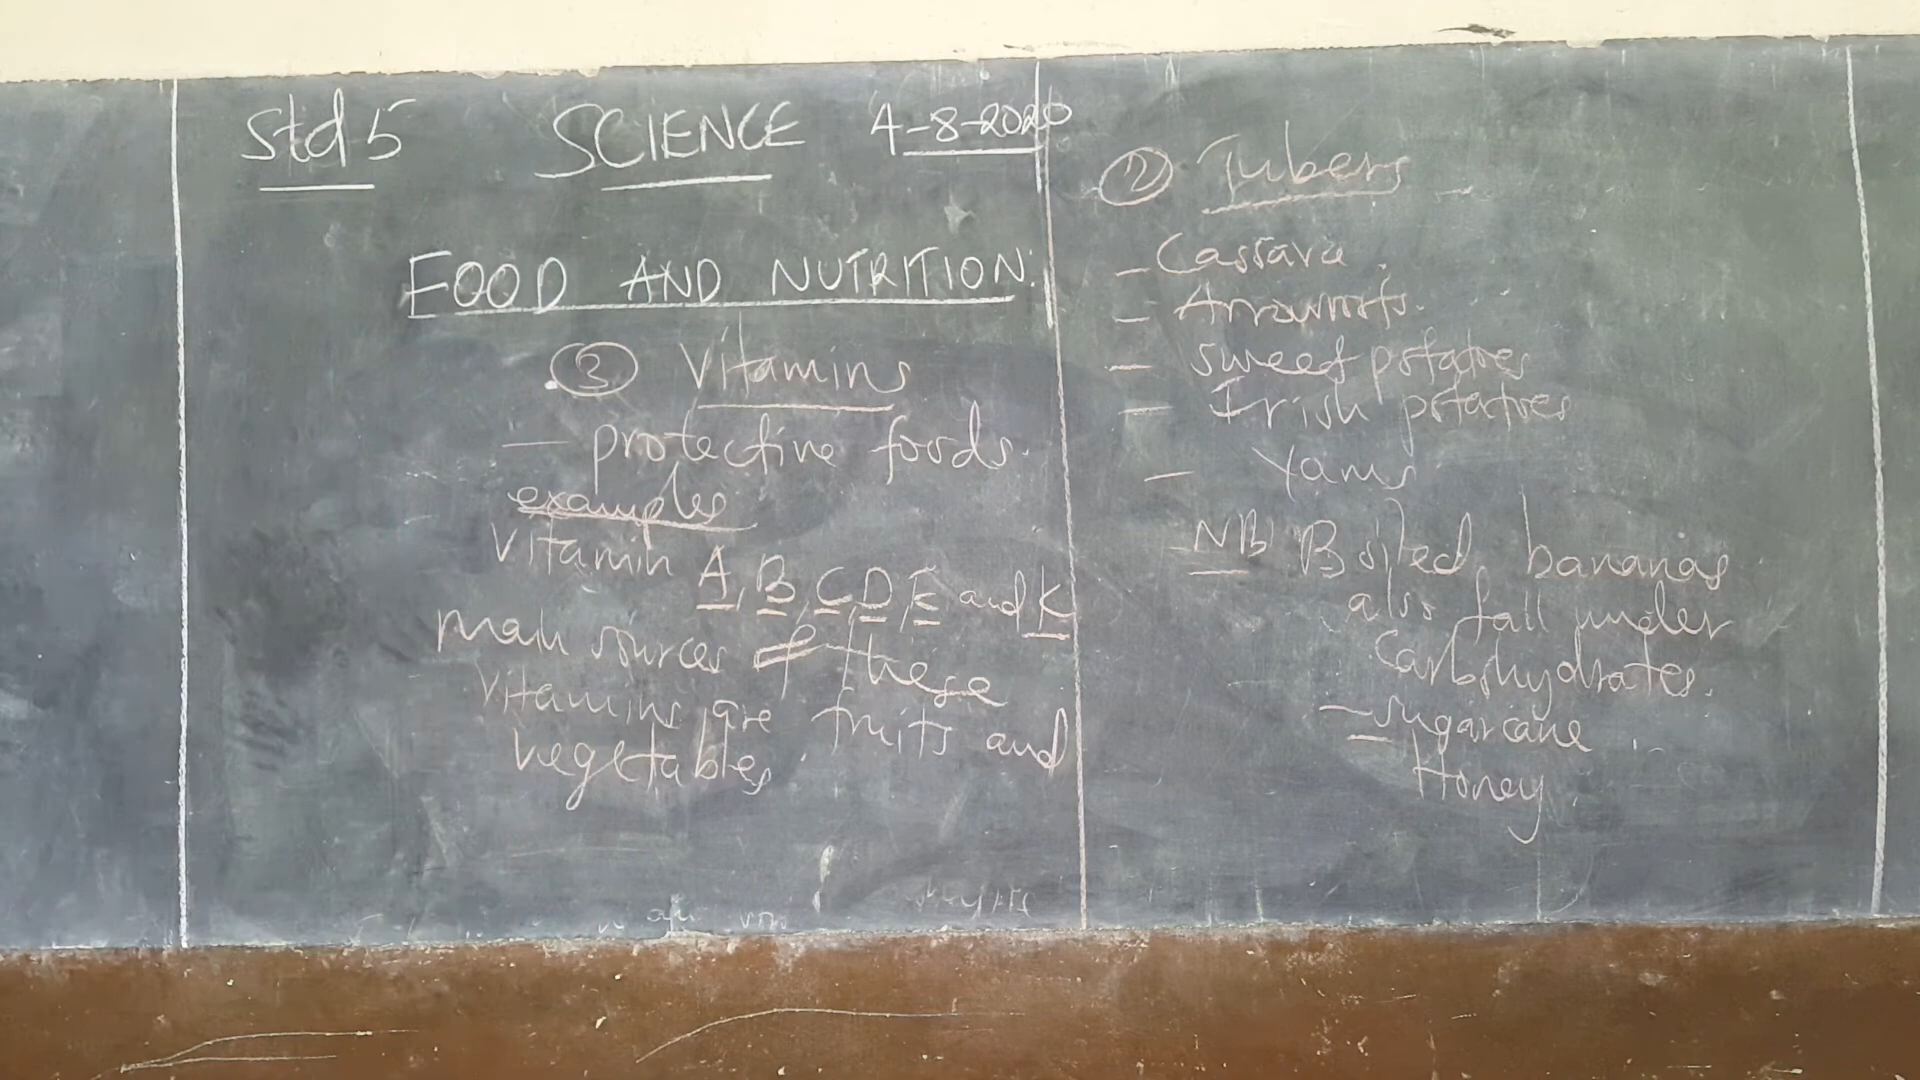 Std 5 SCIENCE 4-8-2020
FOOD AND NUTRITION:
③ Vitamins
– protective foods.
examples
Vitamin A, B, C, D, E and K
main sources of these
vitamins are fruits and
vegetables.
② Tubers
– Cassava.
– Arrowroots.
– sweet potatoes
– Irish potatoes
– Yams
NB Boiled bananas
also fall under
Carbohydrates.
– sugarcane.
– Honey.